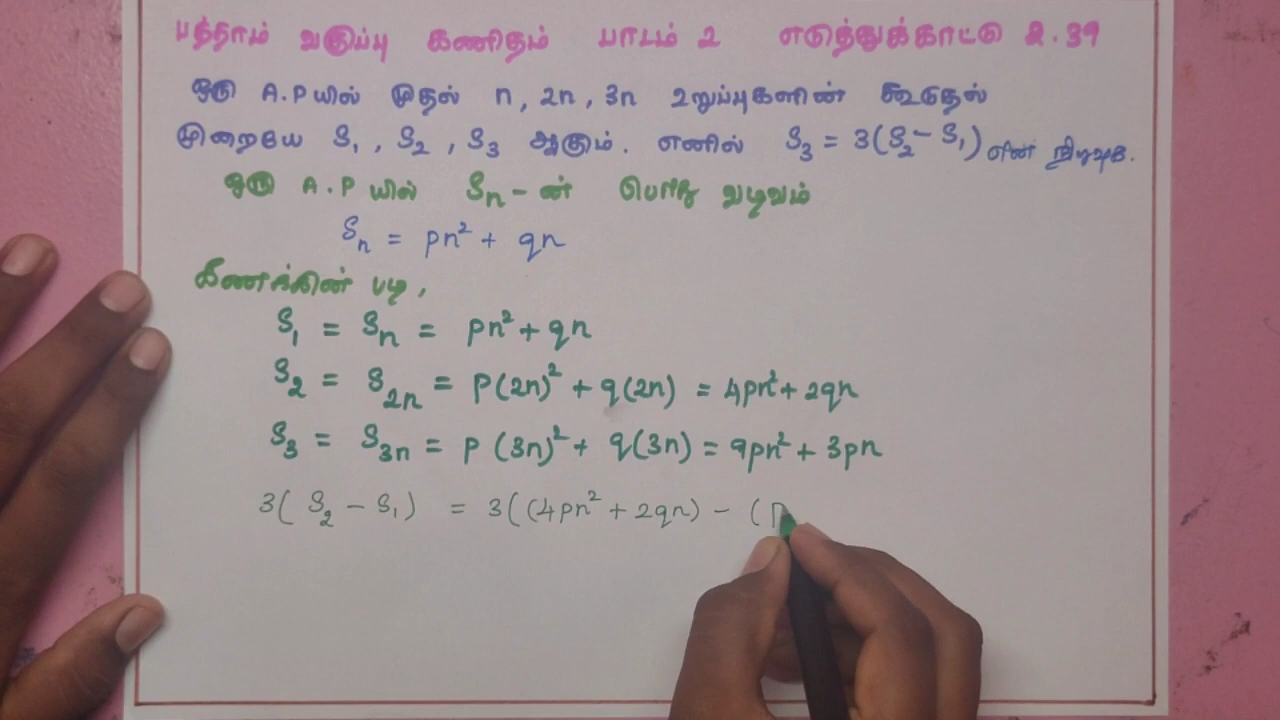 பத்தாம் வகுப்பு கணிதம் பாடம் 2 எடுத்துக்காட்டு 2.39
ஒரு A.P யில் முதல் n, 2n, 3n உறுப்புகளின் கூடுதல்
முறையே S₁, S₂, S₃ ஆகும். எனில் S₃ = 3(S₂ - S₁) என நிறுவுக.
ஒரு A.P யில் Sn-ன் பொது வடிவம்
Sn = pn² + qn
கணக்கின் படி,
S₁ = Sn = pn² + qn
S₂ = S₂n = P(2n)² + q(2n) = 4pn² + 2qn
S₃ = S₃n = P(3n)² + q(3n) = 9pn² + 3pn
3(S₂ - S₁) = 3((4pn² + 2qn) - (p